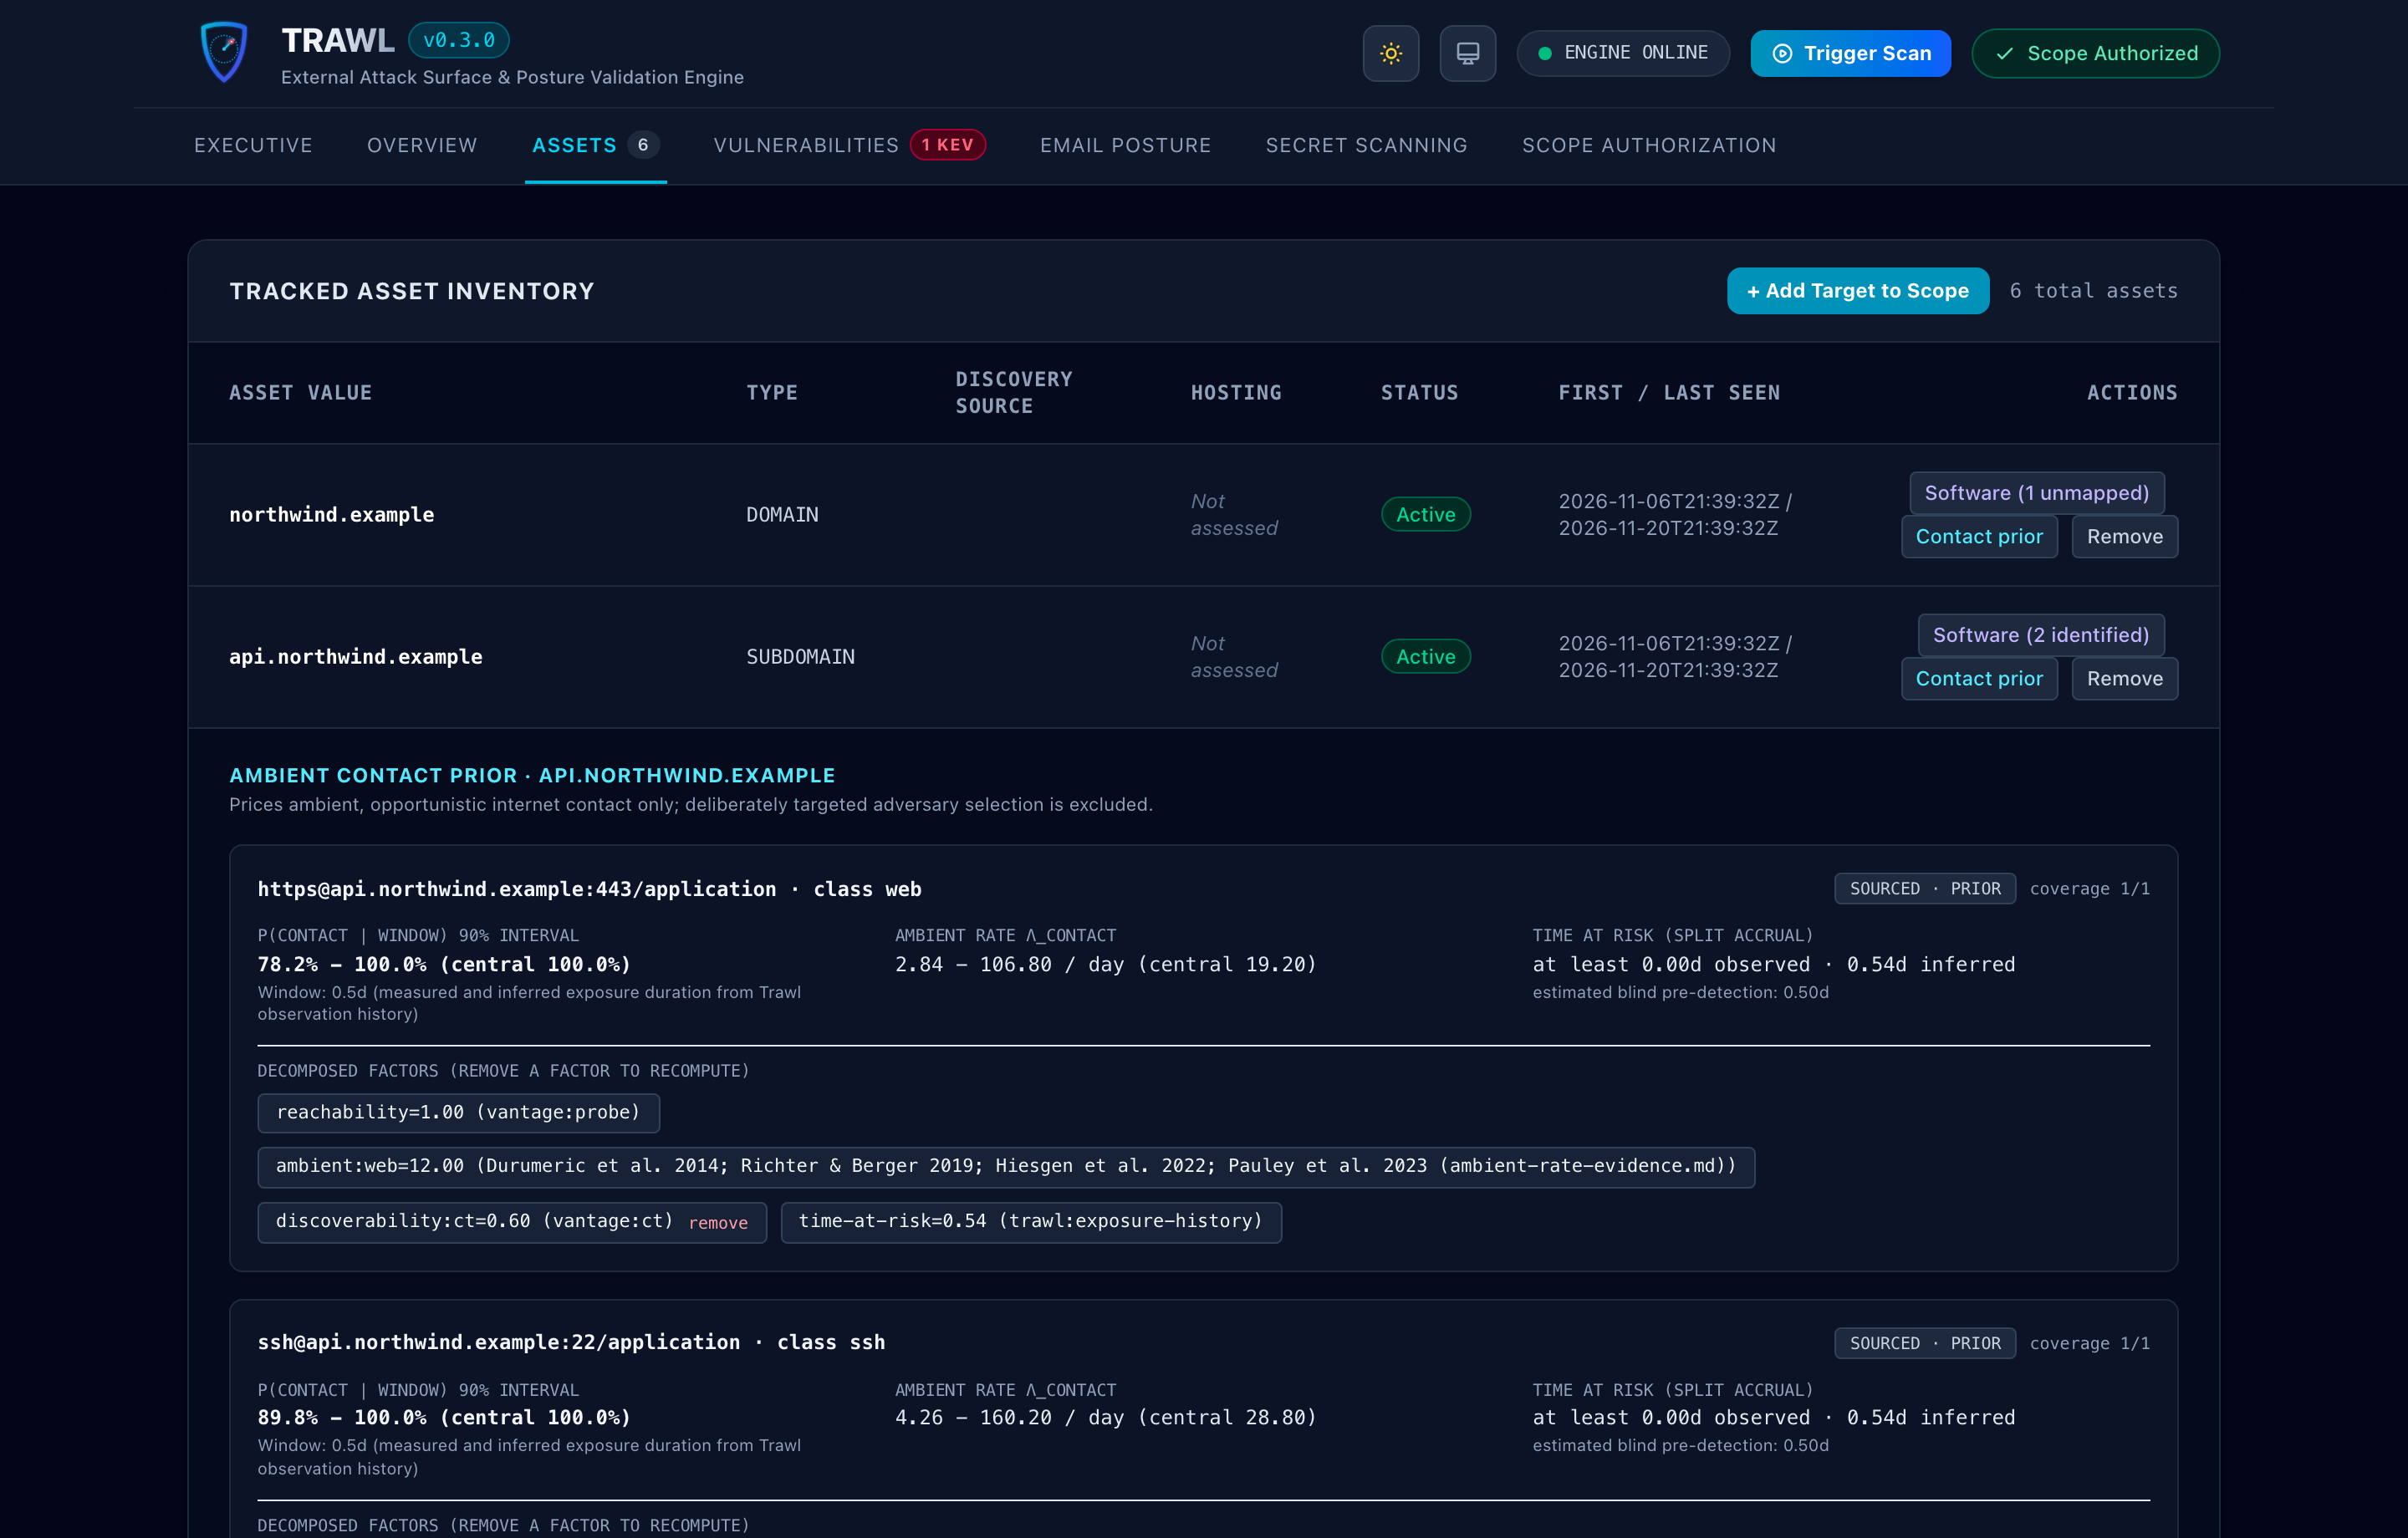 TRAWL v0.3.0
External Attack Surface & Posture Validation Engine
ENGINE ONLINE
Trigger Scan
Scope Authorized
EXECUTIVE
OVERVIEW
ASSETS 6
VULNERABILITIES 1 KEV
EMAIL POSTURE
SECRET SCANNING
SCOPE AUTHORIZATION
TRACKED ASSET INVENTORY
+ Add Target to Scope
6 total assets
ASSET VALUE
TYPE
DISCOVERY
SOURCE
HOSTING
STATUS
FIRST / LAST SEEN
ACTIONS
northwind.example
DOMAIN
Not
assessed
Active
2026-11-06T21:39:32Z /
2026-11-20T21:39:32Z
Software (1 unmapped)
Contact prior
Remove
api.northwind.example
SUBDOMAIN
Not
assessed
Active
2026-11-06T21:39:32Z /
2026-11-20T21:39:32Z
Software (2 identified)
Contact prior
Remove
AMBIENT CONTACT PRIOR · API.NORTHWIND.EXAMPLE
Prices ambient, opportunistic internet contact only; deliberately targeted adversary selection is excluded.
https@api.northwind.example:443/application · class web
SOURCED · PRIOR
coverage 1/1
P(CONTACT | WINDOW) 90% INTERVAL
78.2% – 100.0% (central 100.0%)
Window: 0.5d (measured and inferred exposure duration from Trawl
observation history)
AMBIENT RATE Λ_CONTACT
2.84 – 106.80 / day (central 19.20)
TIME AT RISK (SPLIT ACCRUAL)
at least 0.00d observed · 0.54d inferred
estimated blind pre-detection: 0.50d
DECOMPOSED FACTORS (REMOVE A FACTOR TO RECOMPUTE)
reachability=1.00 (vantage:probe)
ambient:web=12.00 (Durumeric et al. 2014; Richter & Berger 2019; Hiesgen et al. 2022; Pauley et al. 2023 (ambient-rate-evidence.md))
discoverability:ct=0.60 (vantage:ct) remove
time-at-risk=0.54 (trawl:exposure-history)
ssh@api.northwind.example:22/application · class ssh
SOURCED · PRIOR
coverage 1/1
P(CONTACT | WINDOW) 90% INTERVAL
89.8% – 100.0% (central 100.0%)
Window: 0.5d (measured and inferred exposure duration from Trawl
observation history)
AMBIENT RATE Λ_CONTACT
4.26 – 160.20 / day (central 28.80)
TIME AT RISK (SPLIT ACCRUAL)
at least 0.00d observed · 0.54d inferred
estimated blind pre-detection: 0.50d
DECOMPOSED FACTORS (REMOVE A FACTOR TO RECOMPUTE)